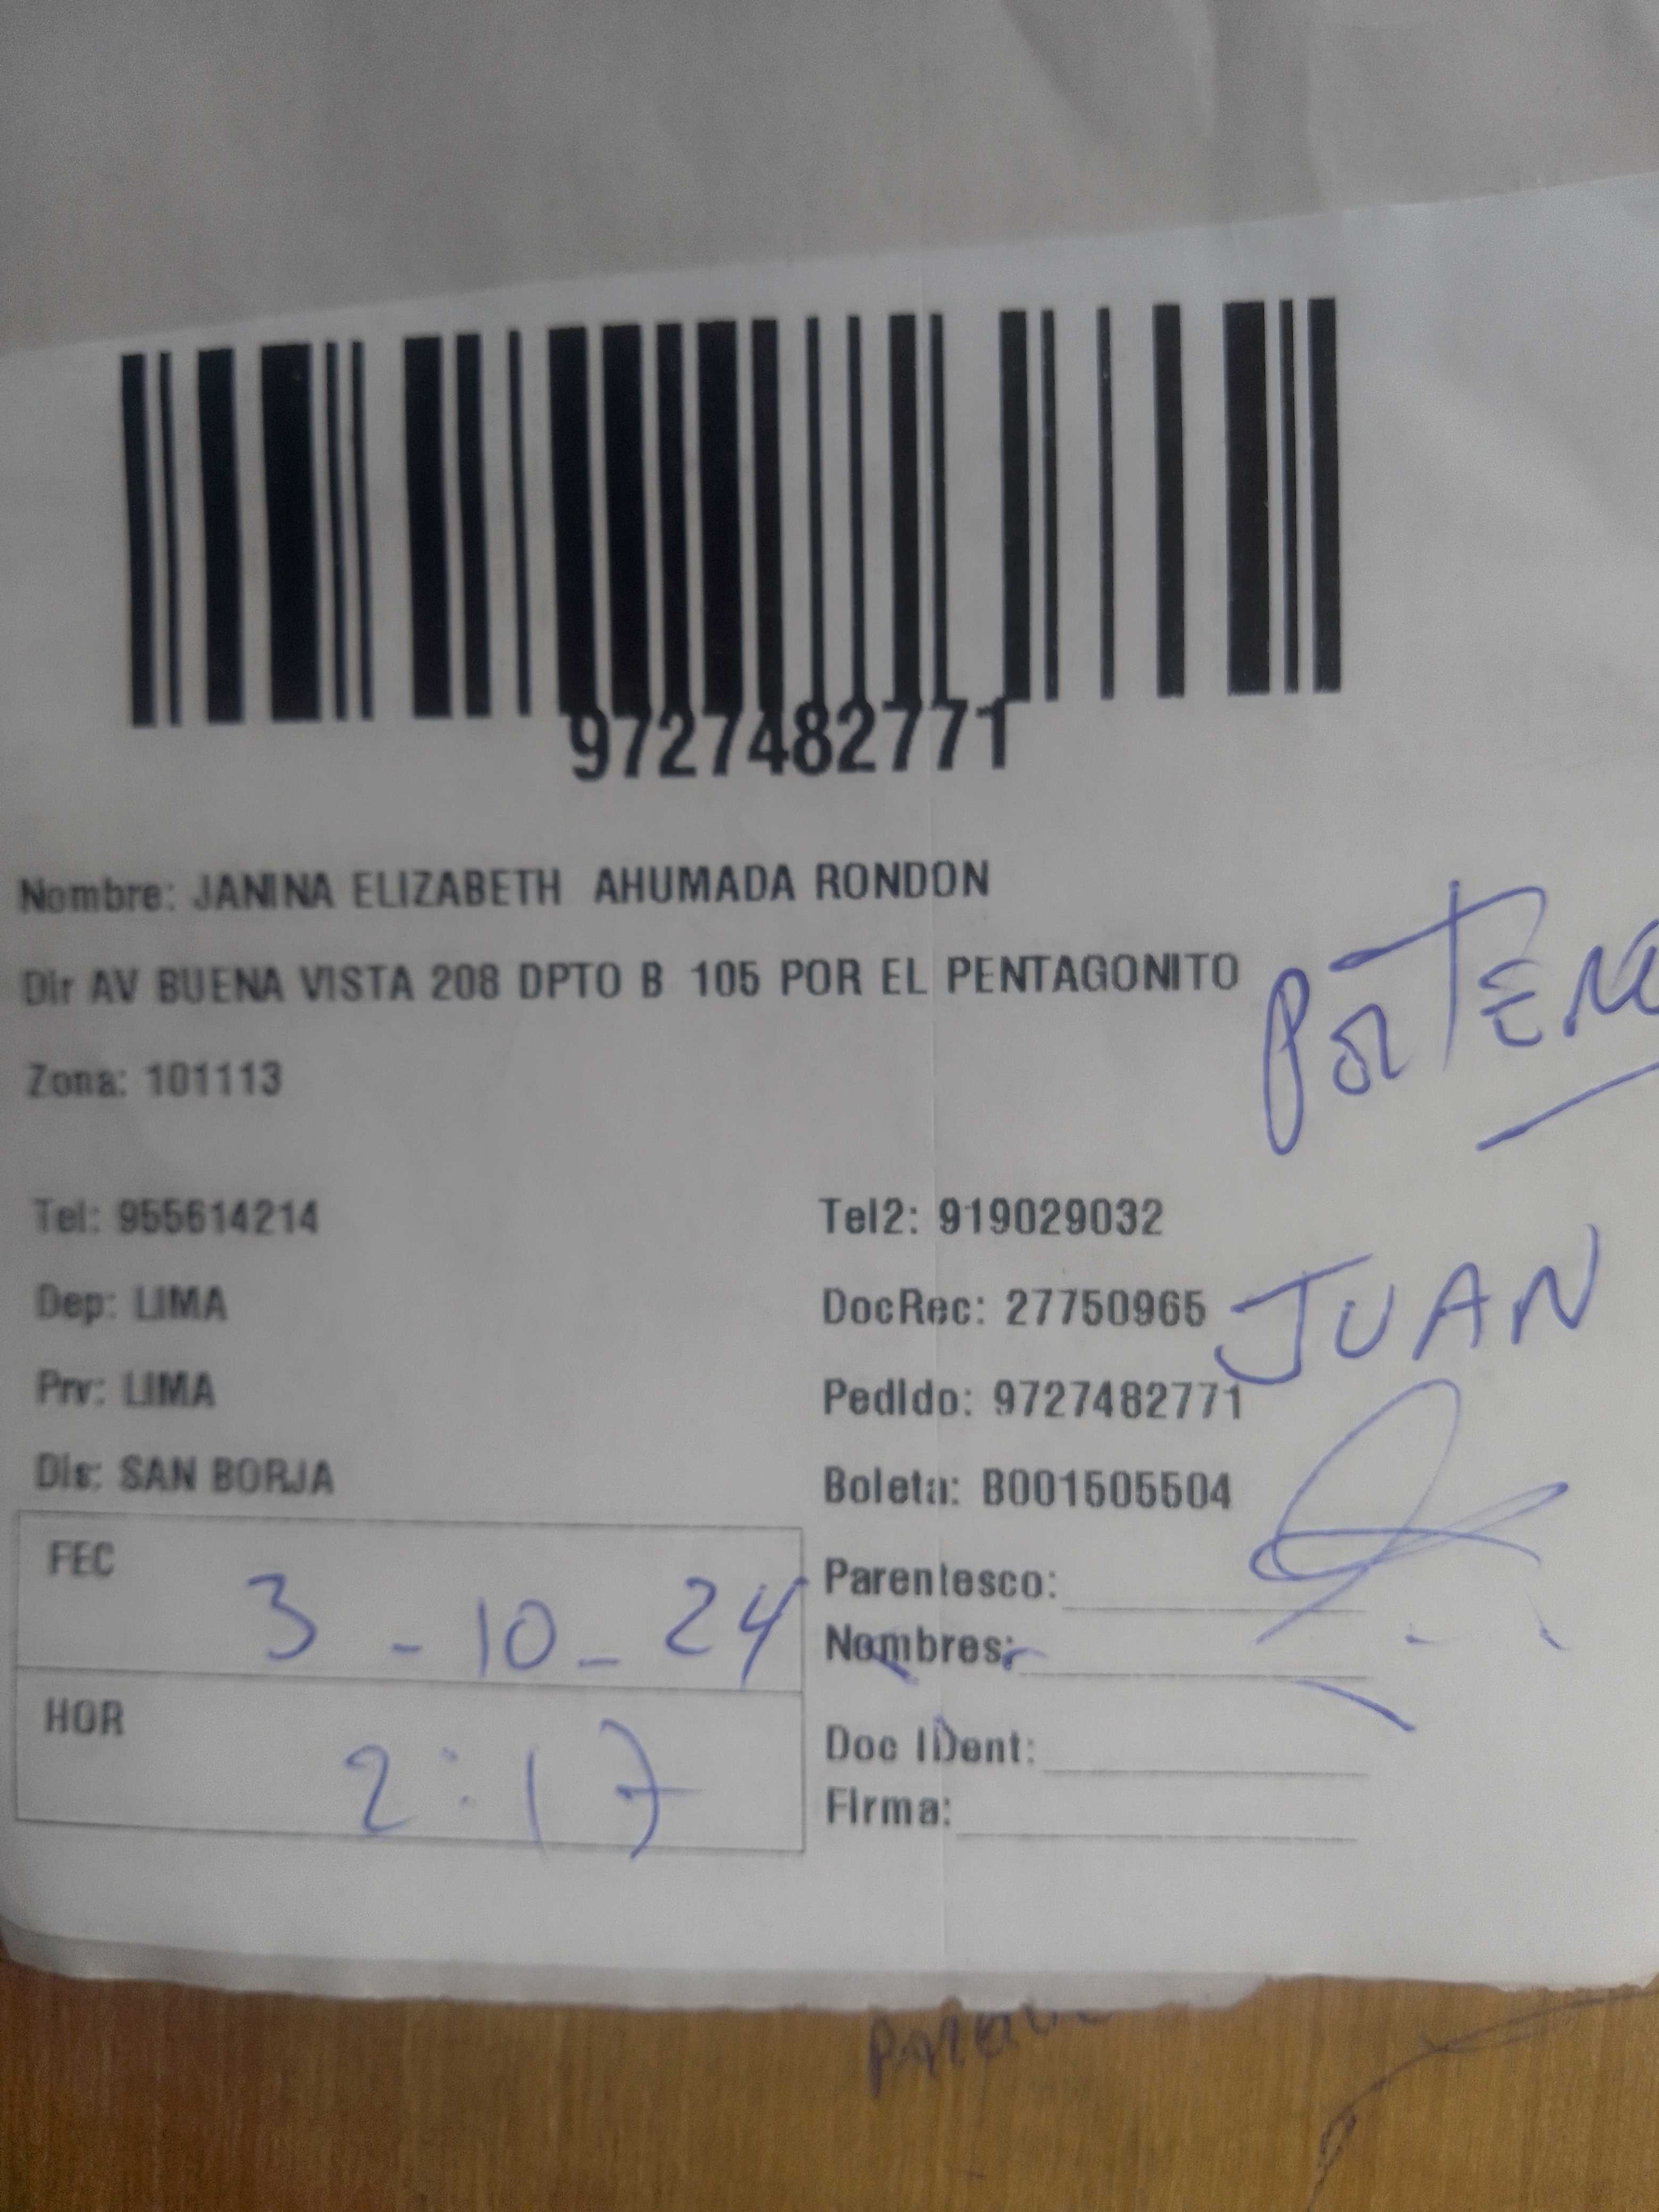 9727482771
Nombre: JANINA ELIZABETH AHUMADA RONDON
Dir AV BUENA VISTA 208 DPTO B 105 POR EL PENTAGONITO
Zona: 101113
Tel: 955614214
Tel2: 919029032
Dep: LIMA
DocRec: 27750965
JUAN
Prv: LIMA
Pedido: 9727482771
Dis: SAN BORJA
Boleta: B001505504
FEC 3-10-24
Parentesco:
Nombres:
HOR 2:17
Doc IDent:
Firma: